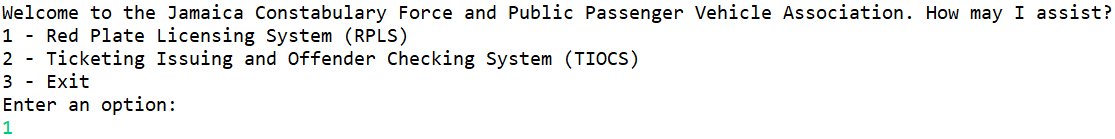 Welcome to the Jamaica Constabulary Force and Public Passenger Vehicle Association. How may I assist?
1 - Red Plate Licensing System (RPLS)
2 - Ticketing Issuing and Offender Checking System (TIOCS)
3 - Exit
Enter an option:
1